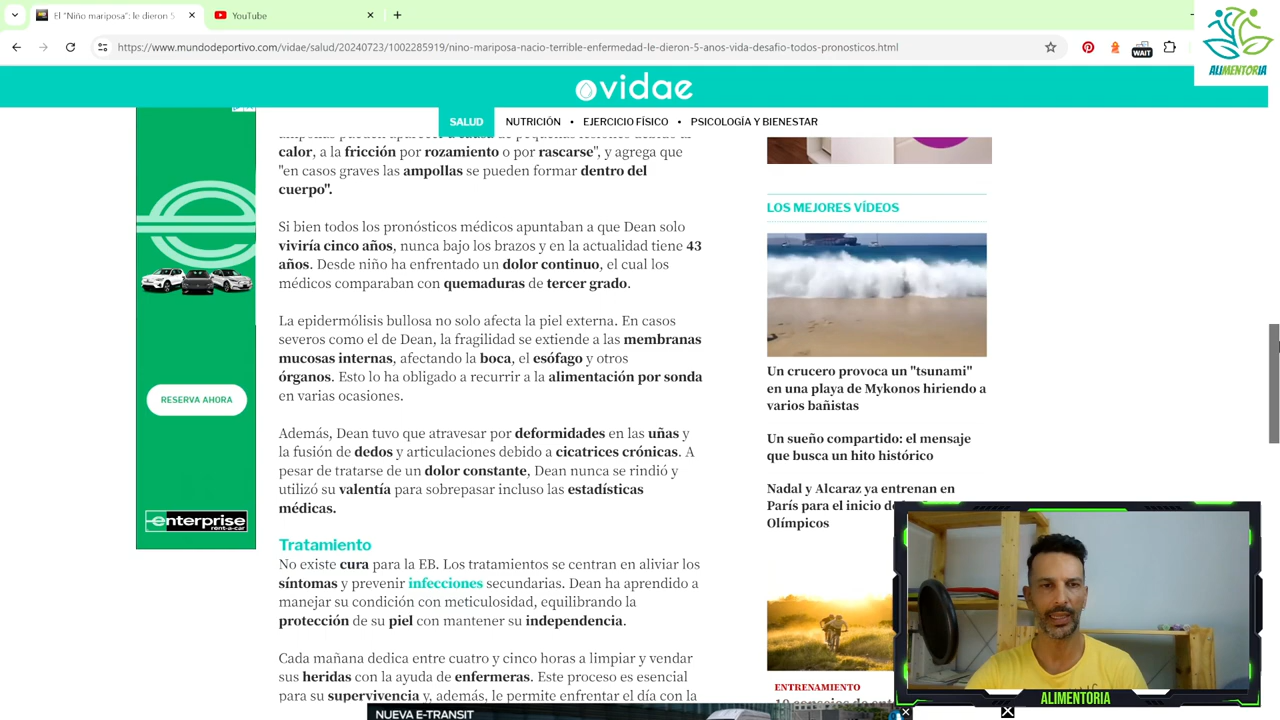 El "Niño mariposa": le dieron 5
YouTube
https://www.mundodeportivo.com/vidae/salud/20240723/1002285919/nino-mariposa-nacio-terrible-enfermedad-le-dieron-5-anos-vida-desafio-todos-pronosticos.html
WAIT
ALIMENTORIA
vidae
SALUD
NUTRICIÓN • EJERCICIO FÍSICO • PSICOLOGÍA Y BIENESTAR
calor, a la fricción por rozamiento o por rascarse", y agrega que
"en casos graves las ampollas se pueden formar dentro del
cuerpo".
Si bien todos los pronósticos médicos apuntaban a que Dean solo
viviría cinco años, nunca bajo los brazos y en la actualidad tiene 43
años. Desde niño ha enfrentado un dolor continuo, el cual los
médicos comparaban con quemaduras de tercer grado.
La epidermólisis bullosa no solo afecta la piel externa. En casos
severos como el de Dean, la fragilidad se extiende a las membranas
mucosas internas, afectando la boca, el esófago y otros
órganos. Esto lo ha obligado a recurrir a la alimentación por sonda
en varias ocasiones.
Además, Dean tuvo que atravesar por deformidades en las uñas y
la fusión de dedos y articulaciones debido a cicatrices crónicas. A
pesar de tratarse de un dolor constante, Dean nunca se rindió y
utilizó su valentía para sobrepasar incluso las estadísticas
médicas.
Tratamiento
No existe cura para la EB. Los tratamientos se centran en aliviar los
síntomas y prevenir infecciones secundarias. Dean ha aprendido a
manejar su condición con meticulosidad, equilibrando la
protección de su piel con mantener su independencia.
Cada mañana dedica entre cuatro y cinco horas a limpiar y vendar
sus heridas con la ayuda de enfermeras. Este proceso es esencial
para su supervivencia y, además, le permite enfrentar el día con la
RESERVA AHORA
enterprise
rent-a-car
LOS MEJORES VÍDEOS
Un crucero provoca un "tsunami"
en una playa de Mykonos hiriendo a
varios bañistas
Un sueño compartido: el mensaje
que busca un hito histórico
Nadal y Alcaraz ya entrenan en
París para el inicio de
Olímpicos
ENTRENAMIENTO
NUEVA E-TRANSIT
ALIMENTORIA